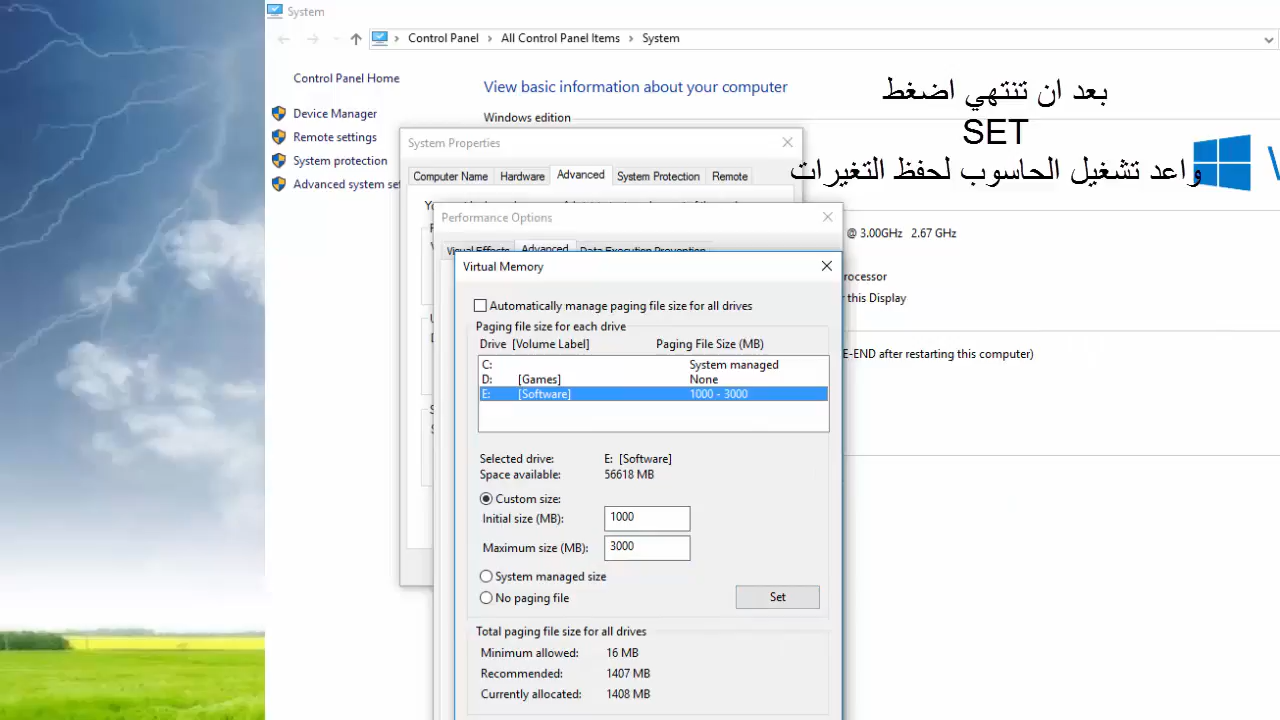 System
Control Panel > All Control Panel Items > System
Control Panel Home
Device Manager
Remote settings
System protection
Advanced system set
View basic information about your computer
Windows edition
بعد ان تنتهي اضغط
SET
واعد تشغيل الحاسوب لحفظ التغيرات
System Properties
Computer Name Hardware Advanced System Protection Remote
Performance Options
Visual Effects Advanced Data Execution Prevention
@ 3.00GHz 2.67 GHz
rocessor
r this Display
E-END after restarting this computer)
Virtual Memory
Automatically manage paging file size for all drives
Paging file size for each drive
Drive [Volume Label] Paging File Size (MB)
C: System managed
D: [Games] None
E: [Software] 1000 - 3000
Selected drive: E: [Software]
Space available: 56618 MB
Custom size:
Initial size (MB): 1000
Maximum size (MB): 3000
System managed size
No paging file
Set
Total paging file size for all drives
Minimum allowed: 16 MB
Recommended: 1407 MB
Currently allocated: 1408 MB